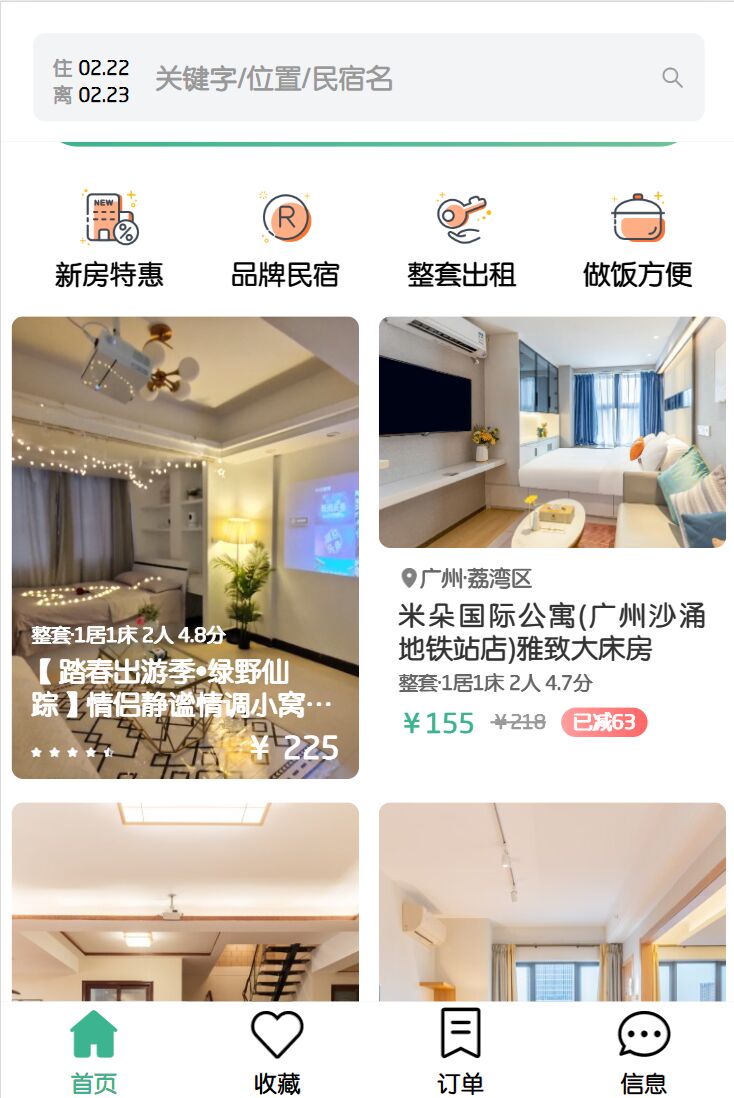 住 02.22
离 02.23
关键字/位置/民宿名
NEW
R
新房特惠
品牌民宿
整套出租
做饭方便
整套·1居1床 2人 4.8分
【 踏春出游季•绿野仙
踪 】情侣静谧情调小窝…
¥ 225
广州·荔湾区
米朵国际公寓(广州沙涌
地铁站店)雅致大床房
整套·1居1床 2人 4.7分
¥155 ¥218 已减63
首页
收藏
订单
信息